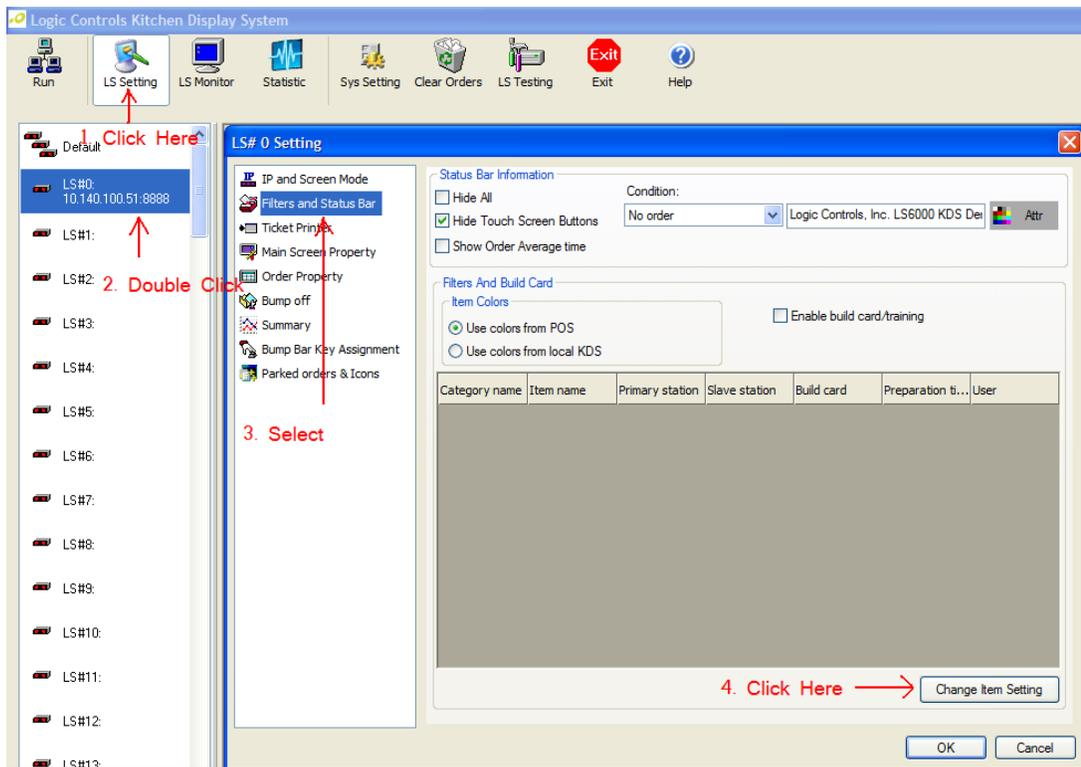 Logic Controls Kitchen Display System
Run
LS Setting
LS Monitor
Statistic
Sys Setting
Clear Orders
LS Testing
Exit
Exit
Help
1. Click Here
Default
LS#0:
10.140.100.51:8888
LS#1:
2. Double Click
LS#2:
LS#3:
LS#4:
LS#5:
LS#6:
LS#7:
LS#8:
LS#9:
LS#10:
LS#11:
LS#12:
LS#13:
LS# 0 Setting
IP
IP and Screen Mode
Filters and Status Bar
Ticket Printer
Main Screen Property
Order Property
Bump off
Summary
Bump Bar Key Assignment
Parked orders & Icons
3. Select
Status Bar Information
Hide All
Hide Touch Screen Buttons
Show Order Average time
Condition:
No order
Logic Controls, Inc. LS6000 KDS De
Attr
Filters And Build Card
Item Colors
Use colors from POS
Use colors from local KDS
Enable build card/training
Category name Item name Primary station Slave station Build card Preparation ti... User
4. Click Here
Change Item Setting
OK
Cancel